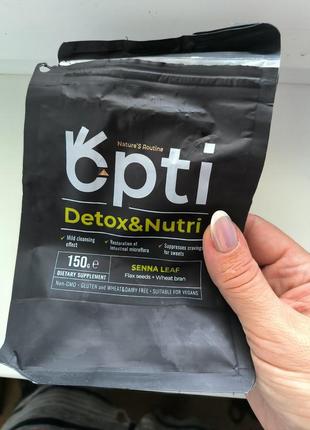 Nature'S Routine
Opti
Detox&Nutri
✓ Mild cleansing effect
✓ Restoration of intestinal microflora
✓ Suppresses cravings for sweets
150g ℮
DIETARY SUPPLEMENT
SENNA LEAF
Flax seeds • Wheat bran
Non-GMO • GLUTEN and WHEAT&DAIRY FREE • SUITABLE FOR VEGANS